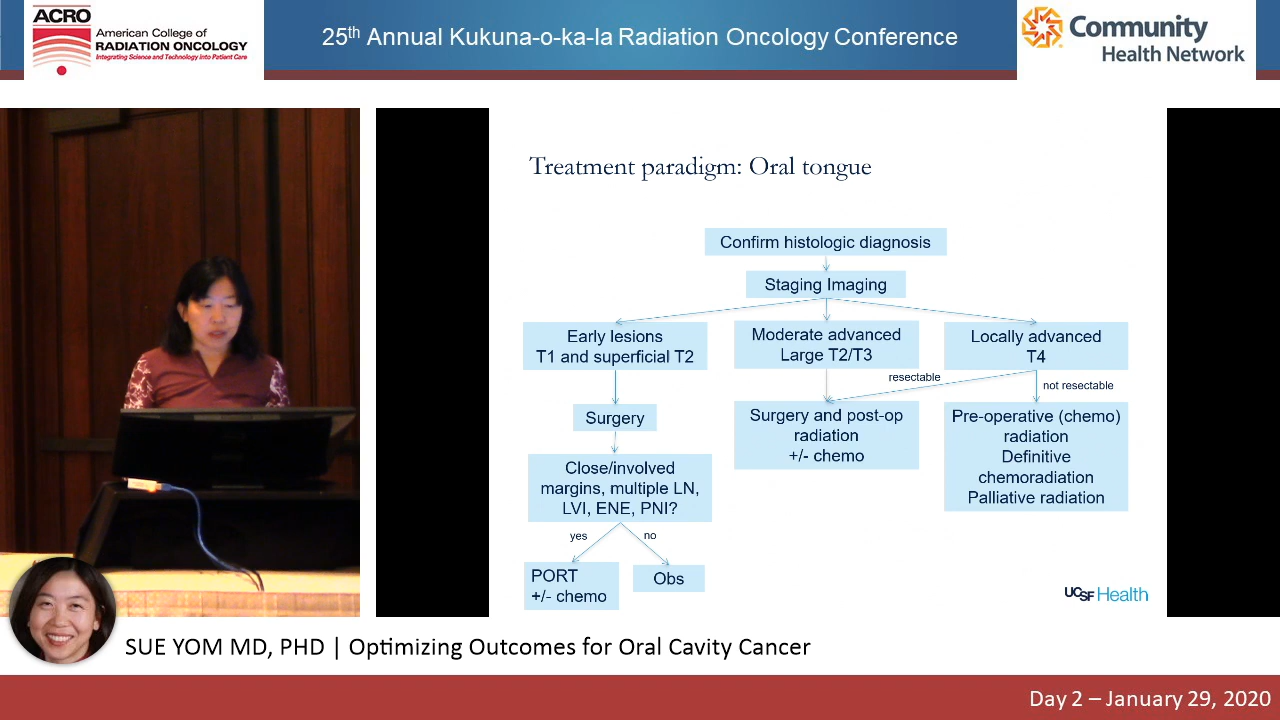 ACRO
American College of
RADIATION ONCOLOGY
Integrating Science and Technology Into Patient Care
25th Annual Kukuna-o-ka-la Radiation Oncology Conference
Community
Health Network
Treatment paradigm: Oral tongue
Confirm histologic diagnosis
Staging Imaging
Early lesions
T1 and superficial T2
Moderate advanced
Large T2/T3
Locally advanced
T4
resectable
not resectable
Surgery
Surgery and post-op
radiation
+/- chemo
Pre-operative (chemo)
radiation
Definitive
chemoradiation
Palliative radiation
Close/involved
margins, multiple LN,
LVI, ENE, PNI?
yes
no
PORT
+/- chemo
Obs
UCSF Health
SUE YOM MD, PHD | Optimizing Outcomes for Oral Cavity Cancer
Day 2 – January 29, 2020